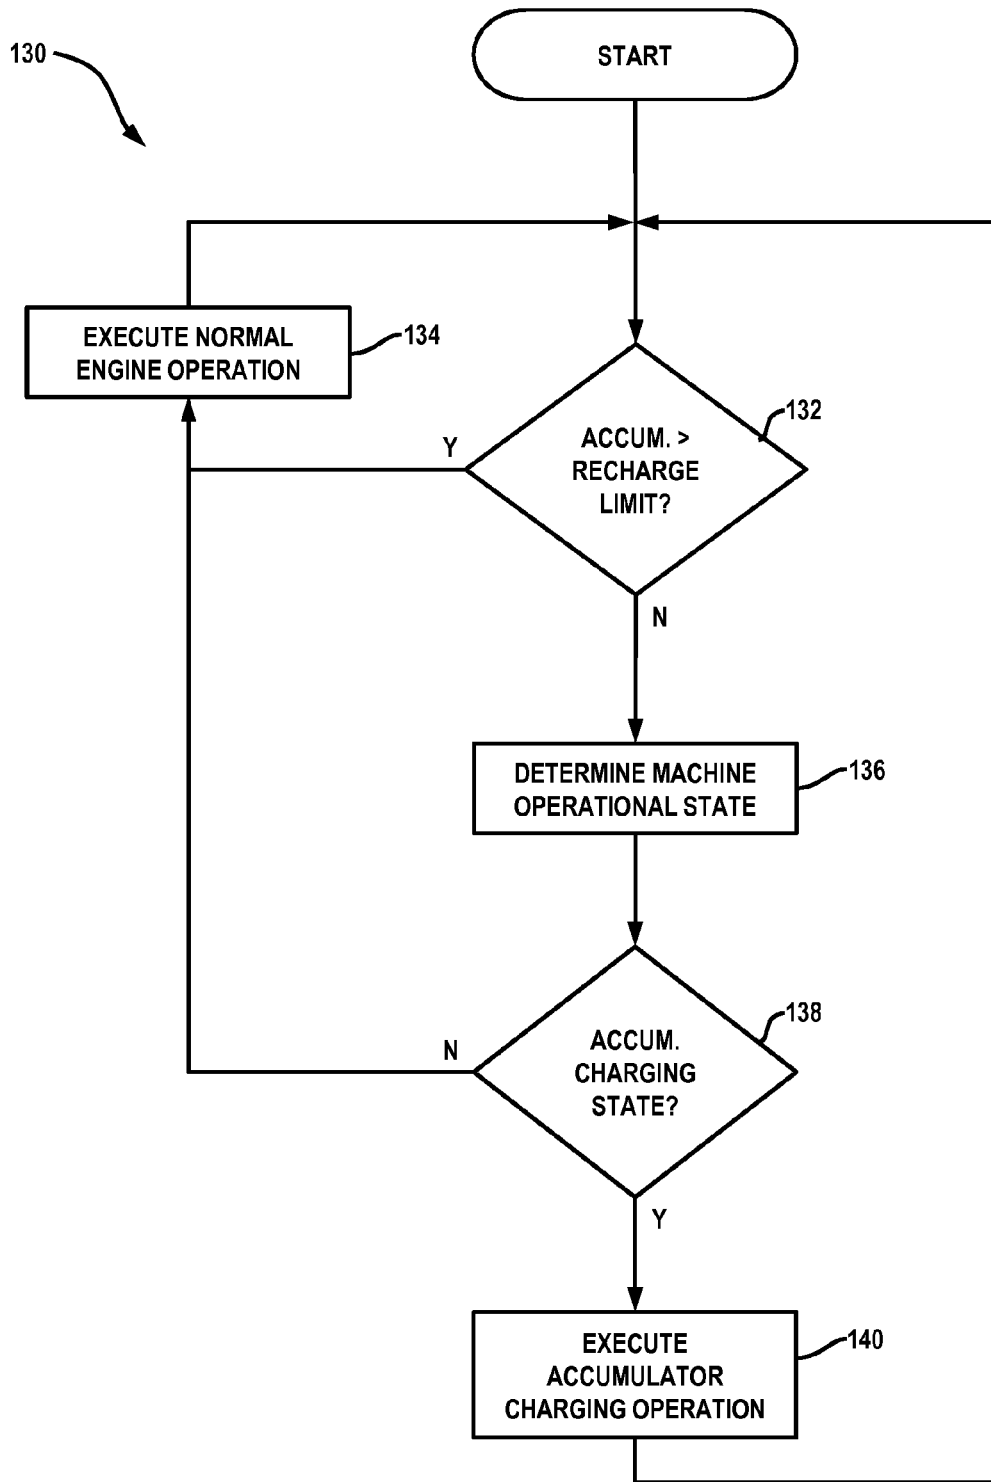 130
START
EXECUTE NORMAL
ENGINE OPERATION
134
132
ACCUM. >
RECHARGE
LIMIT?
Y
N
DETERMINE MACHINE
OPERATIONAL STATE
136
138
ACCUM.
CHARGING
STATE?
N
Y
EXECUTE
ACCUMULATOR
CHARGING OPERATION
140